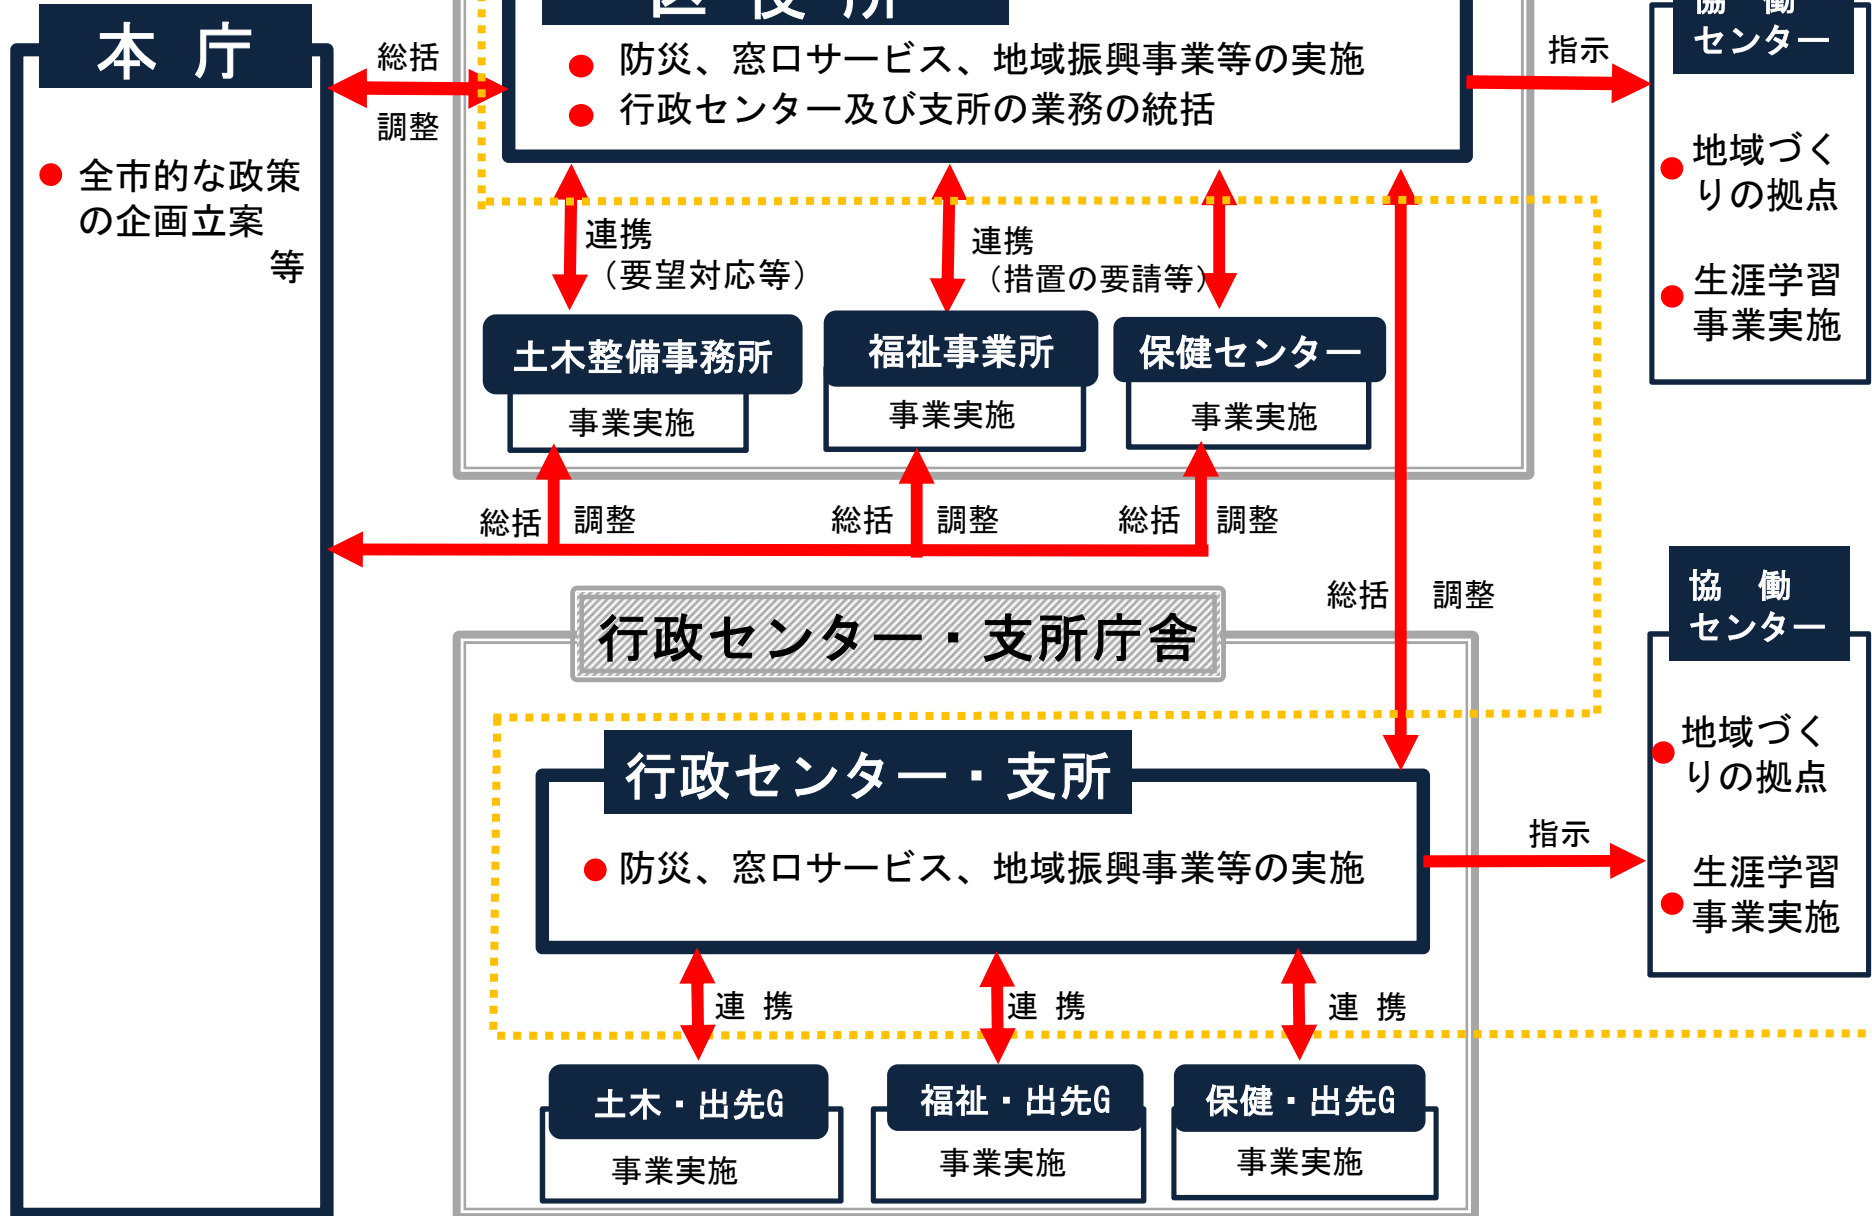 本 庁
全市的な政策
の企画立案
等
総括
調整
区 役 所
防災、窓口サービス、地域振興事業等の実施
行政センター及び支所の業務の統括
指示
協 働
センター
地域づく
りの拠点
生涯学習
事業実施
連携
（要望対応等）
連携
（措置の要請等）
土木整備事務所
事業実施
福祉事業所
事業実施
保健センター
事業実施
総括 調整
総括 調整
総括 調整
総括 調整
行政センター・支所庁舎
行政センター・支所
防災、窓口サービス、地域振興事業等の実施
指示
協 働
センター
地域づく
りの拠点
生涯学習
事業実施
連 携
連 携
連 携
土木・出先G
事業実施
福祉・出先G
事業実施
保健・出先G
事業実施